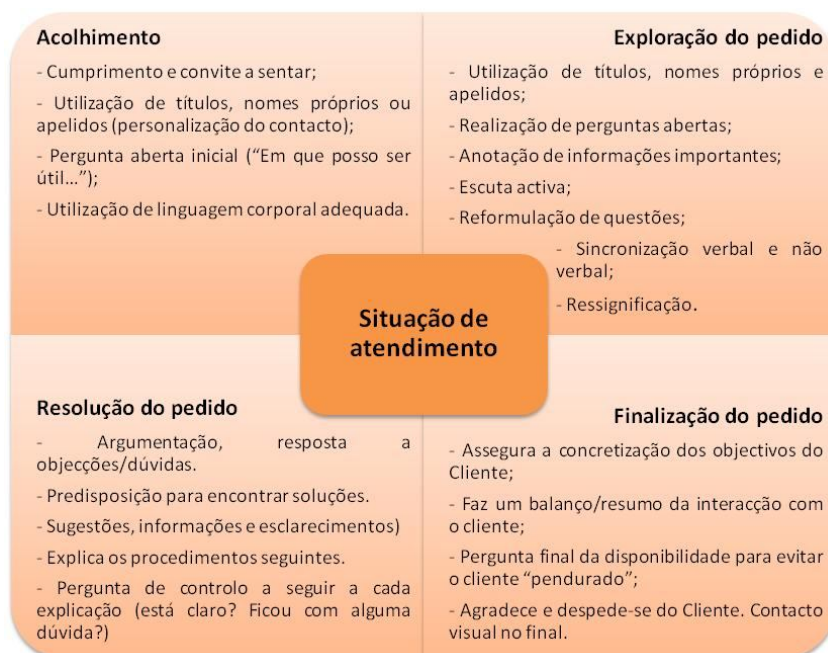 Acolhimento
- Cumprimento e convite a sentar;
- Utilização de títulos, nomes próprios ou
apelidos (personalização do contacto);
- Pergunta aberta inicial (“Em que posso ser
útil...”);
- Utilização de linguagem corporal adequada.
Exploração do pedido
- Utilização de títulos, nomes próprios e
apelidos;
- Realização de perguntas abertas;
- Anotação de informações importantes;
- Escuta activa;
- Reformulação de questões;
- Sincronização verbal e não
verbal;
- Ressignificação.
Situação de
atendimento
Resolução do pedido
- Argumentação, resposta a
objecções/dúvidas.
- Predisposição para encontrar soluções.
- Sugestões, informações e esclarecimentos)
- Explica os procedimentos seguintes.
- Pergunta de controlo a seguir a cada
explicação (está claro? Ficou com alguma
dúvida?)
Finalização do pedido
- Assegura a concretização dos objectivos do
Cliente;
- Faz um balanço/resumo da interacção com
o cliente;
- Pergunta final da disponibilidade para evitar
o cliente “pendurado”;
- Agradece e despede-se do Cliente. Contacto
visual no final.